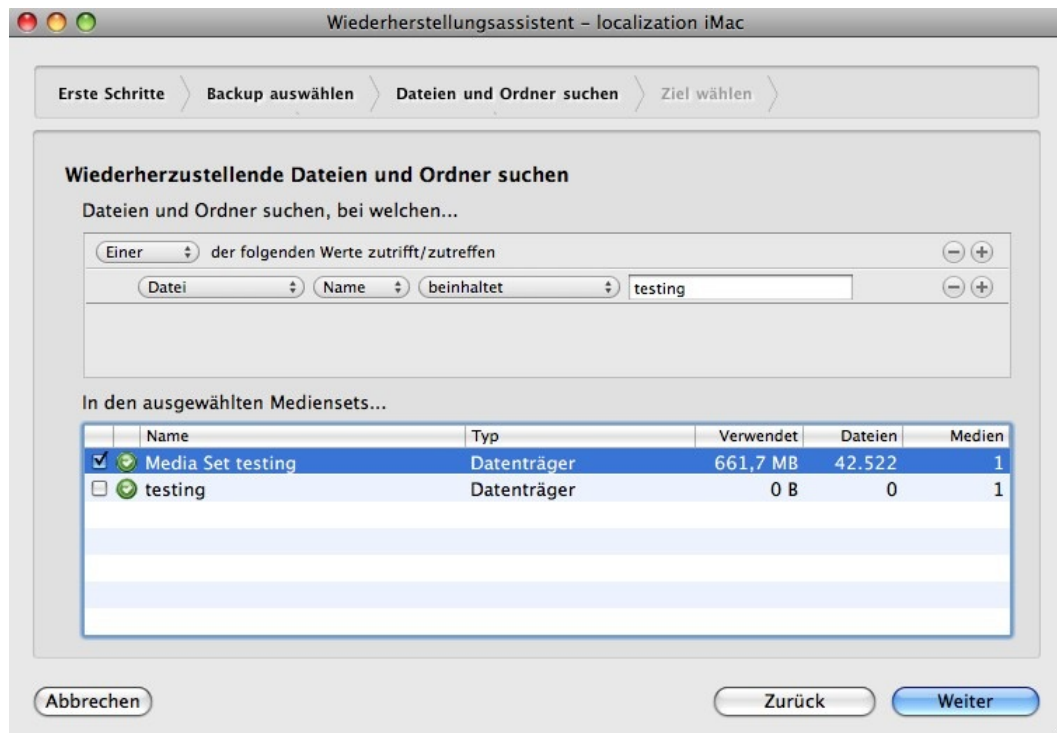 Wiederherstellungsassistent – localization iMac
Erste Schritte Backup auswählen Dateien und Ordner suchen Ziel wählen
Wiederherzustellende Dateien und Ordner suchen
Dateien und Ordner suchen, bei welchen...
Einer der folgenden Werte zutrifft/zutreffen
Datei Name beinhaltet testing
In den ausgewählten Mediensets...
Name Typ Verwendet Dateien Medien
Media Set testing Datenträger 661,7 MB 42.522 1
testing Datenträger 0 B 0 1
Abbrechen Zurück Weiter